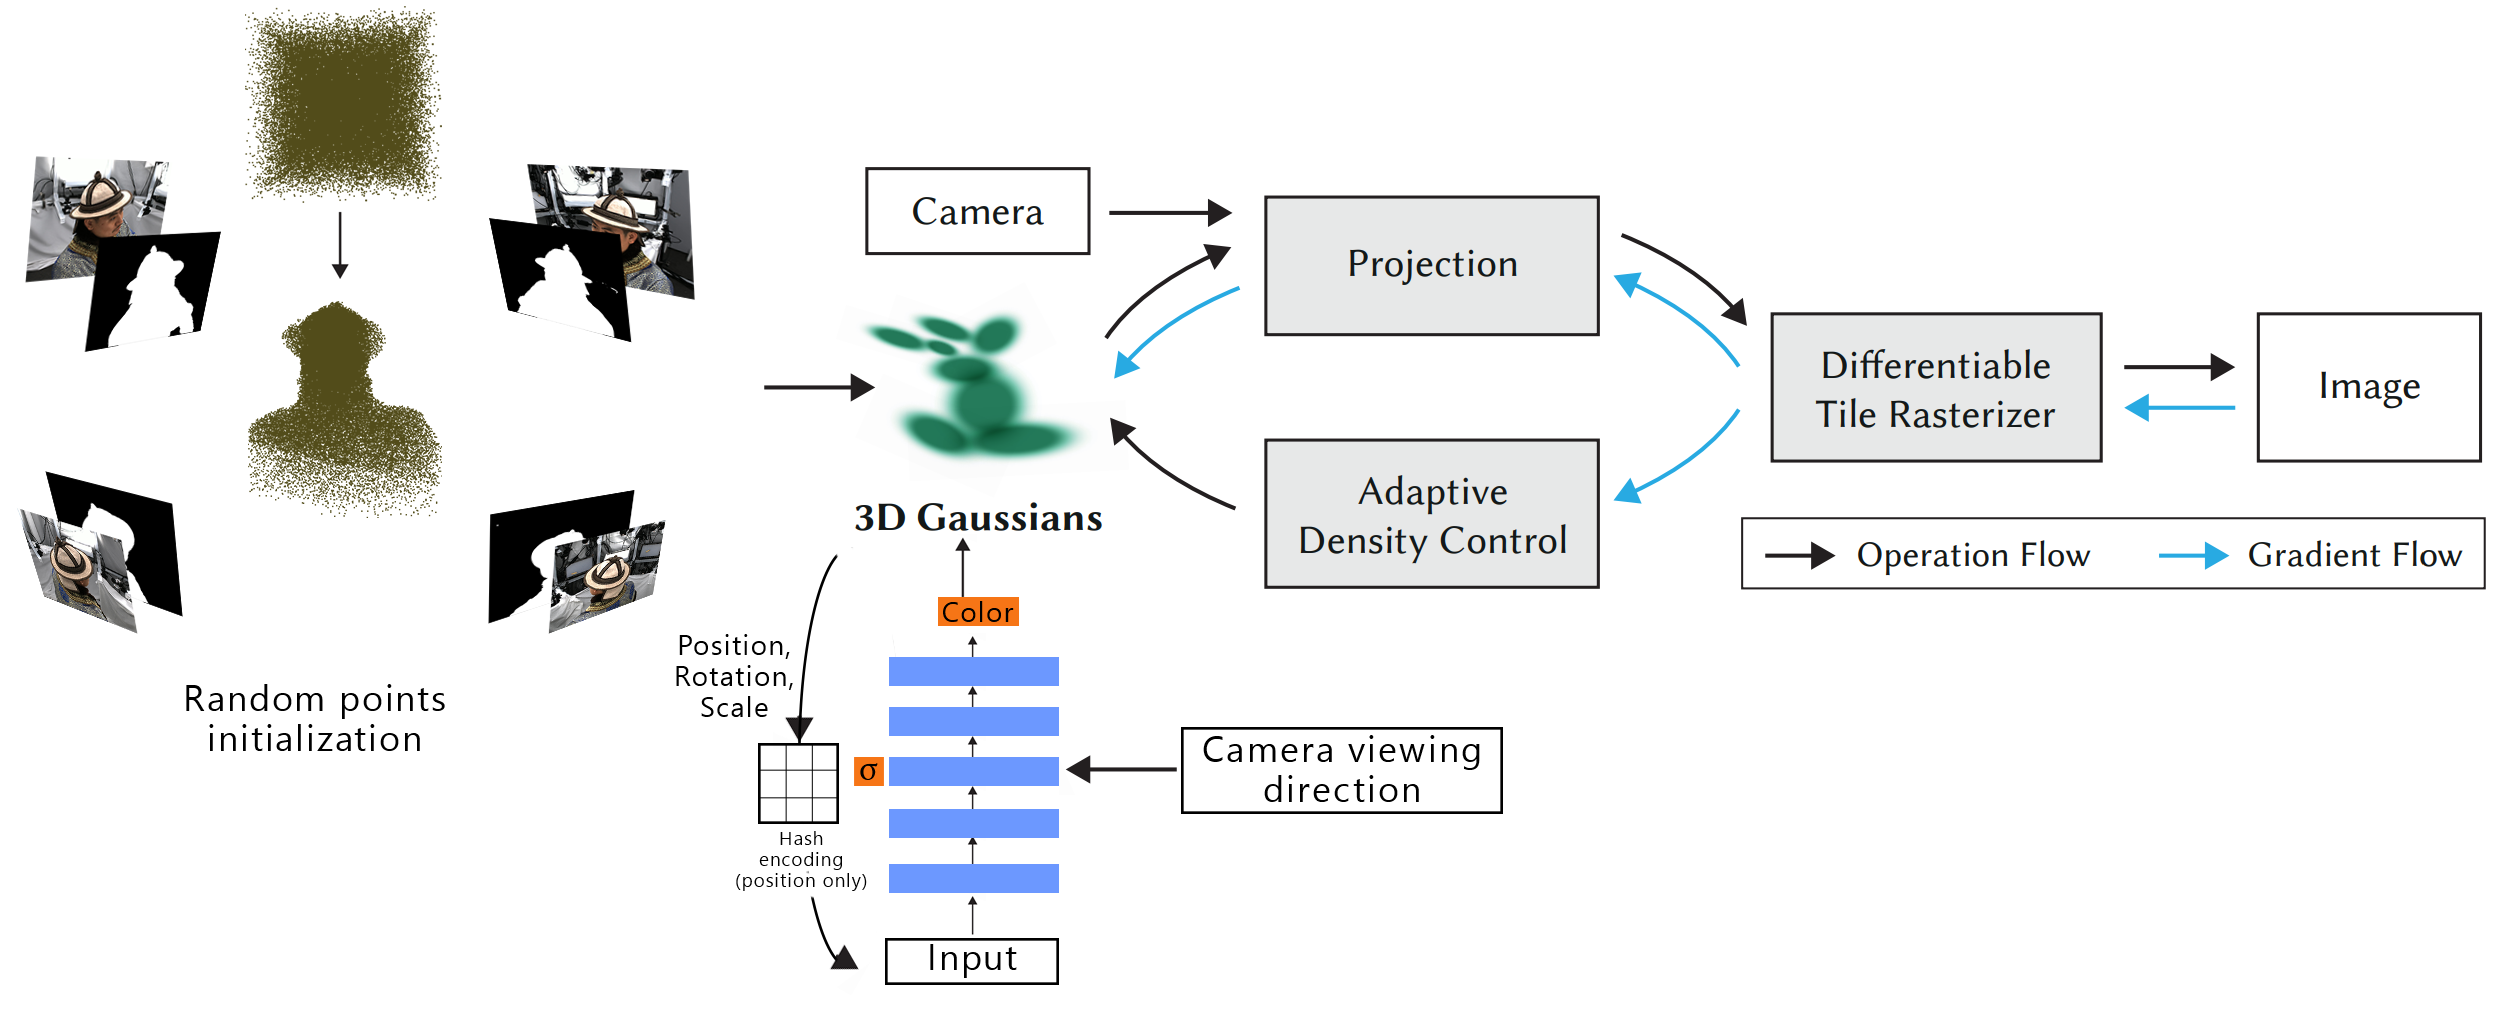 Random points
initialization
Camera
3D Gaussians
Projection
Adaptive
Density Control
Differentiable
Tile Rasterizer
Image
Operation Flow
Gradient Flow
Color
Position,
Rotation,
Scale
σ
Hash
encoding
(position only)
Camera viewing
direction
Input